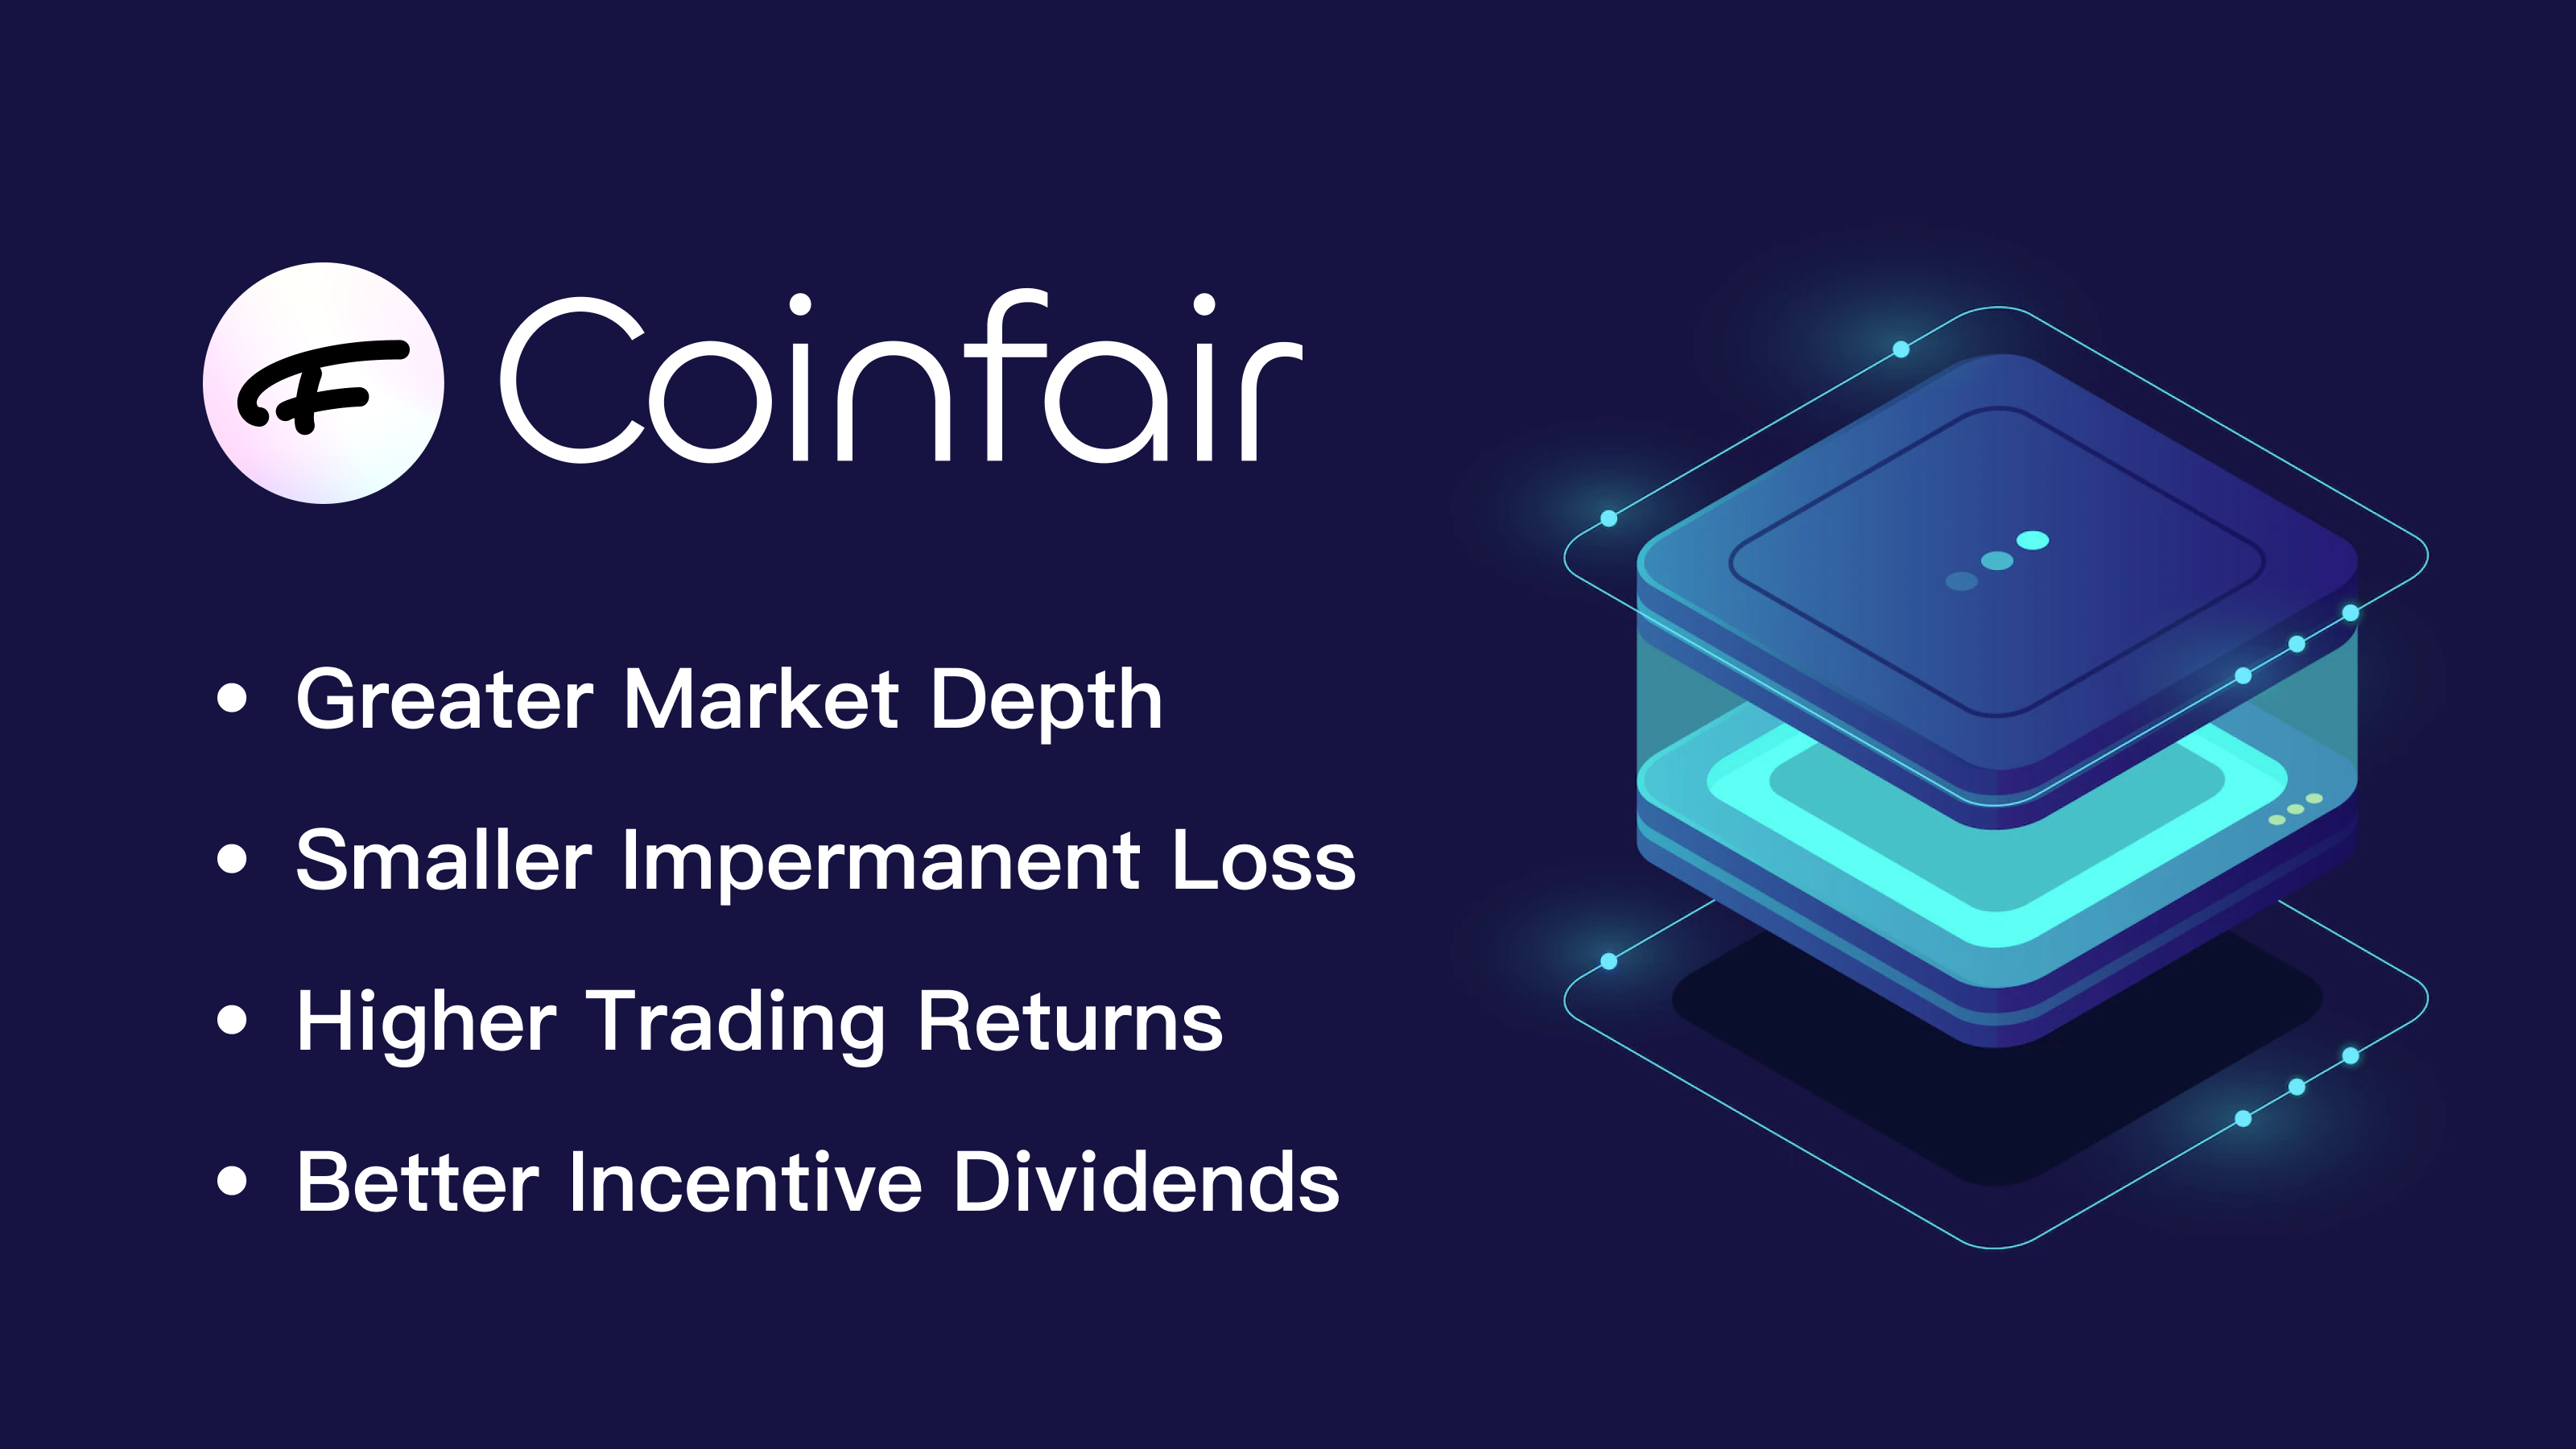 Coinfair
• Greater Market Depth
• Smaller Impermanent Loss
• Higher Trading Returns
• Better Incentive Dividends